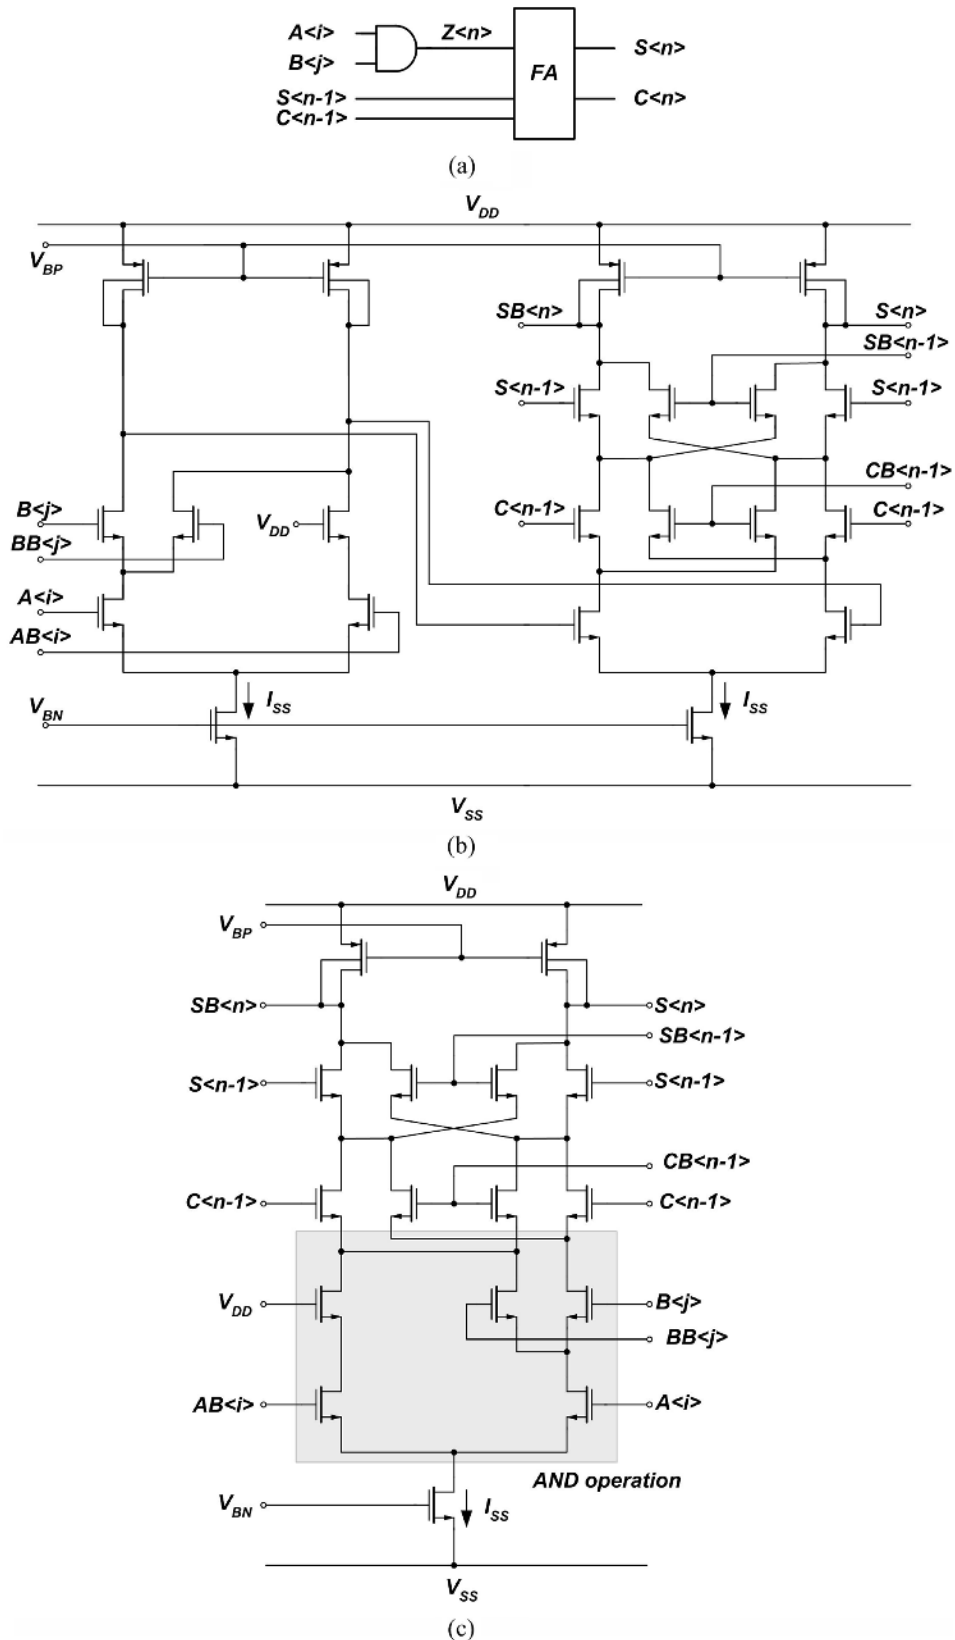 A<i>
Z<n>
S<n>
B<j>
FA
S<n-1>
C<n>
C<n-1>
(a)
V_DD
V_BP
SB<n>
S<n>
SB<n-1>
S<n-1>
S<n-1>
CB<n-1>
B<j>
V_DD
C<n-1>
C<n-1>
BB<j>
A<i>
AB<i>
V_BN
I_SS
I_SS
V_SS
(b)
V_DD
V_BP
SB<n>
S<n>
SB<n-1>
S<n-1>
S<n-1>
CB<n-1>
C<n-1>
C<n-1>
V_DD
B<j>
BB<j>
AB<i>
A<i>
AND operation
V_BN
I_SS
V_SS
(c)